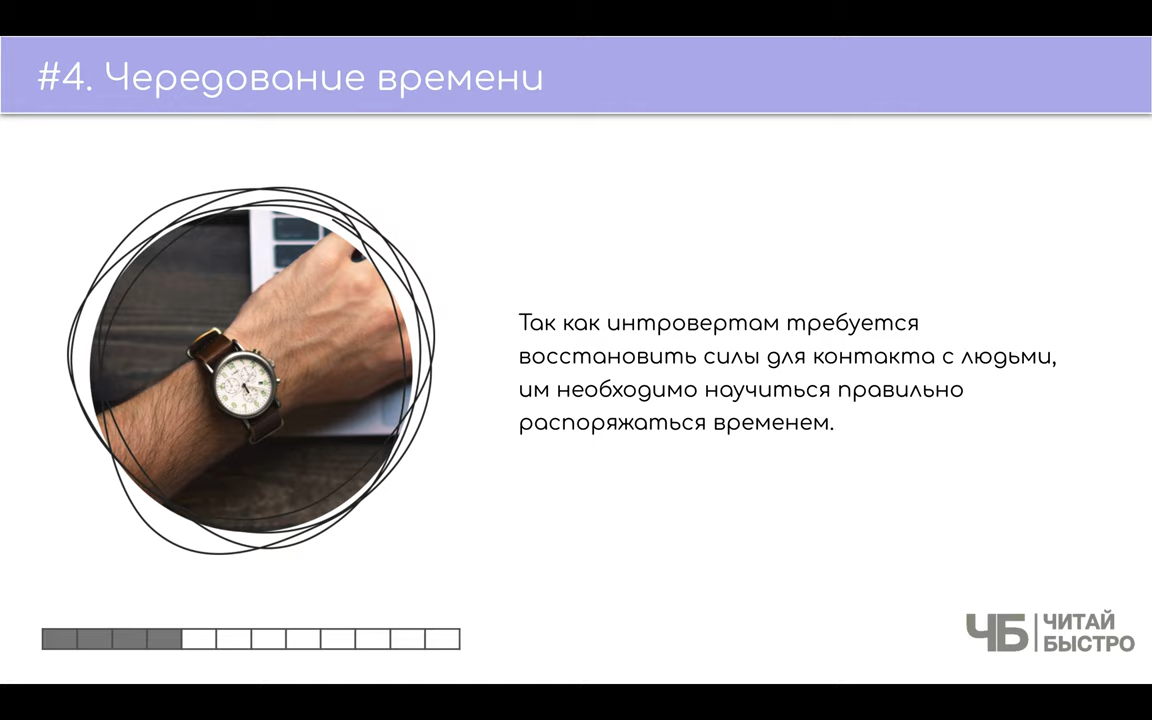 #4. Чередование времени
Так как интровертам требуется
восстановить силы для контакта с людьми,
им необходимо научиться правильно
распоряжаться временем.
ЧБ
ЧИТАЙ
БЫСТРО